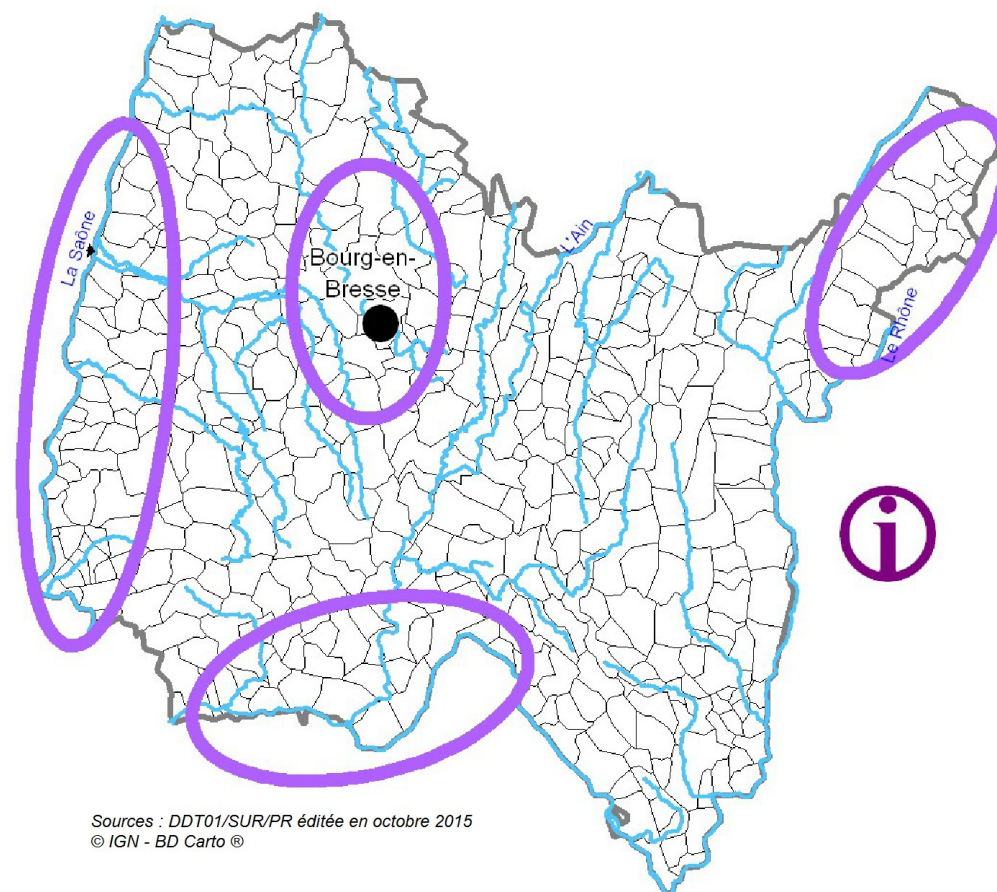 La Saône
Bourg-en-
Bresse
L'Ain
Le Rhône
i
Sources : DDT01/SUR/PR éditée en octobre 2015
© IGN - BD Carto ®